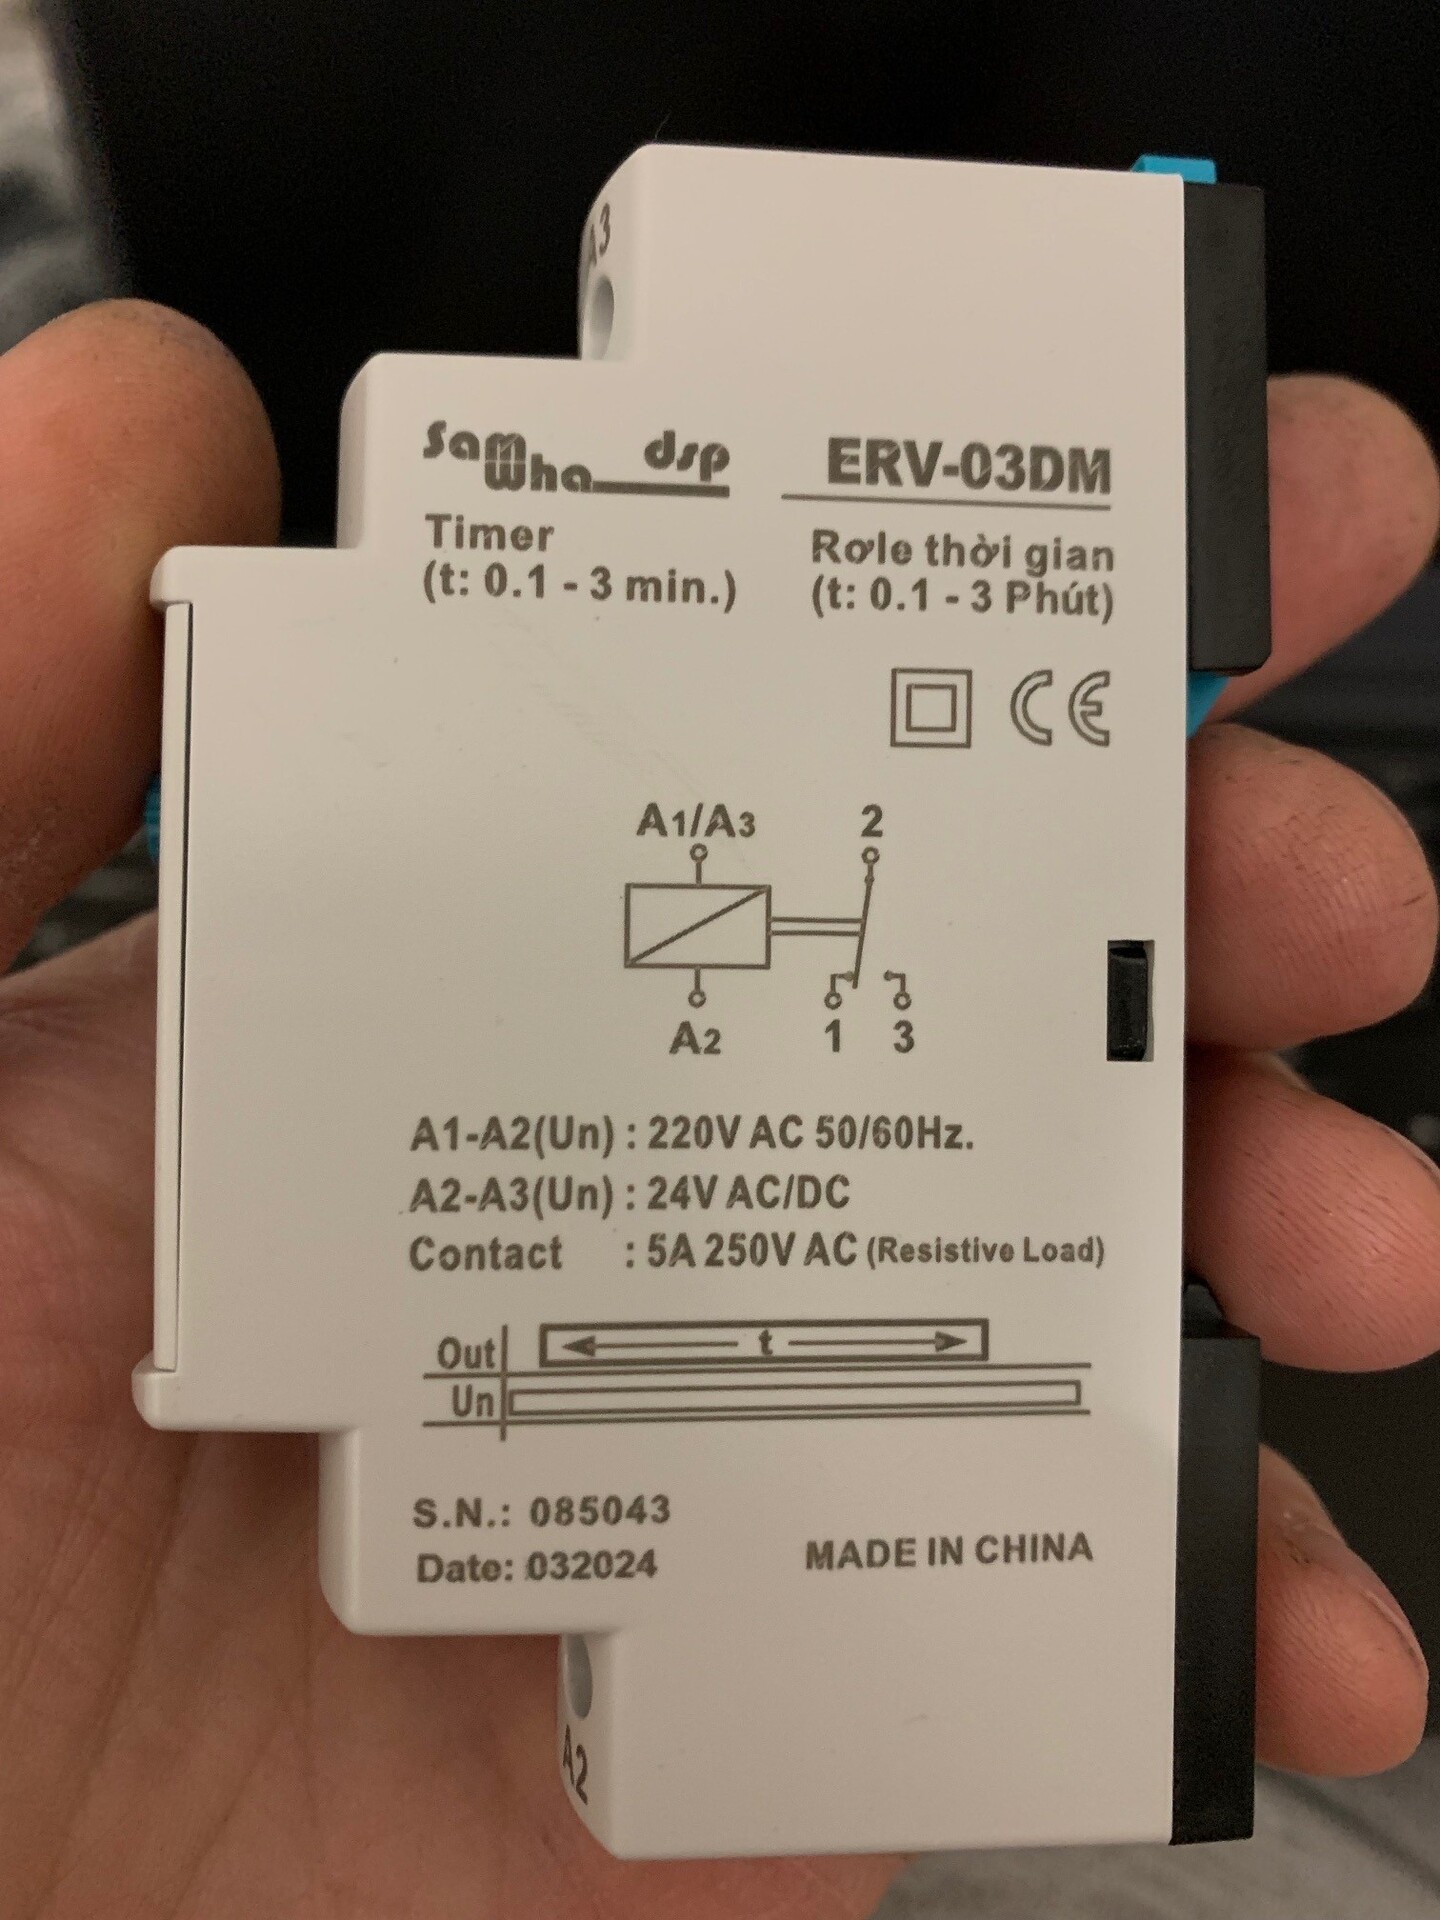 A3
SamWha dsp
ERV-03DM
Timer
(t: 0.1 - 3 min.)
Rơle thời gian
(t: 0.1 - 3 Phút)
CE
A1/A3
2
A2
1
3
A1-A2(Un) : 220V AC 50/60Hz.
A2-A3(Un) : 24V AC/DC
Contact : 5A 250V AC (Resistive Load)
Out
t
Un
S.N.: 085043
Date: 032024
MADE IN CHINA
A2